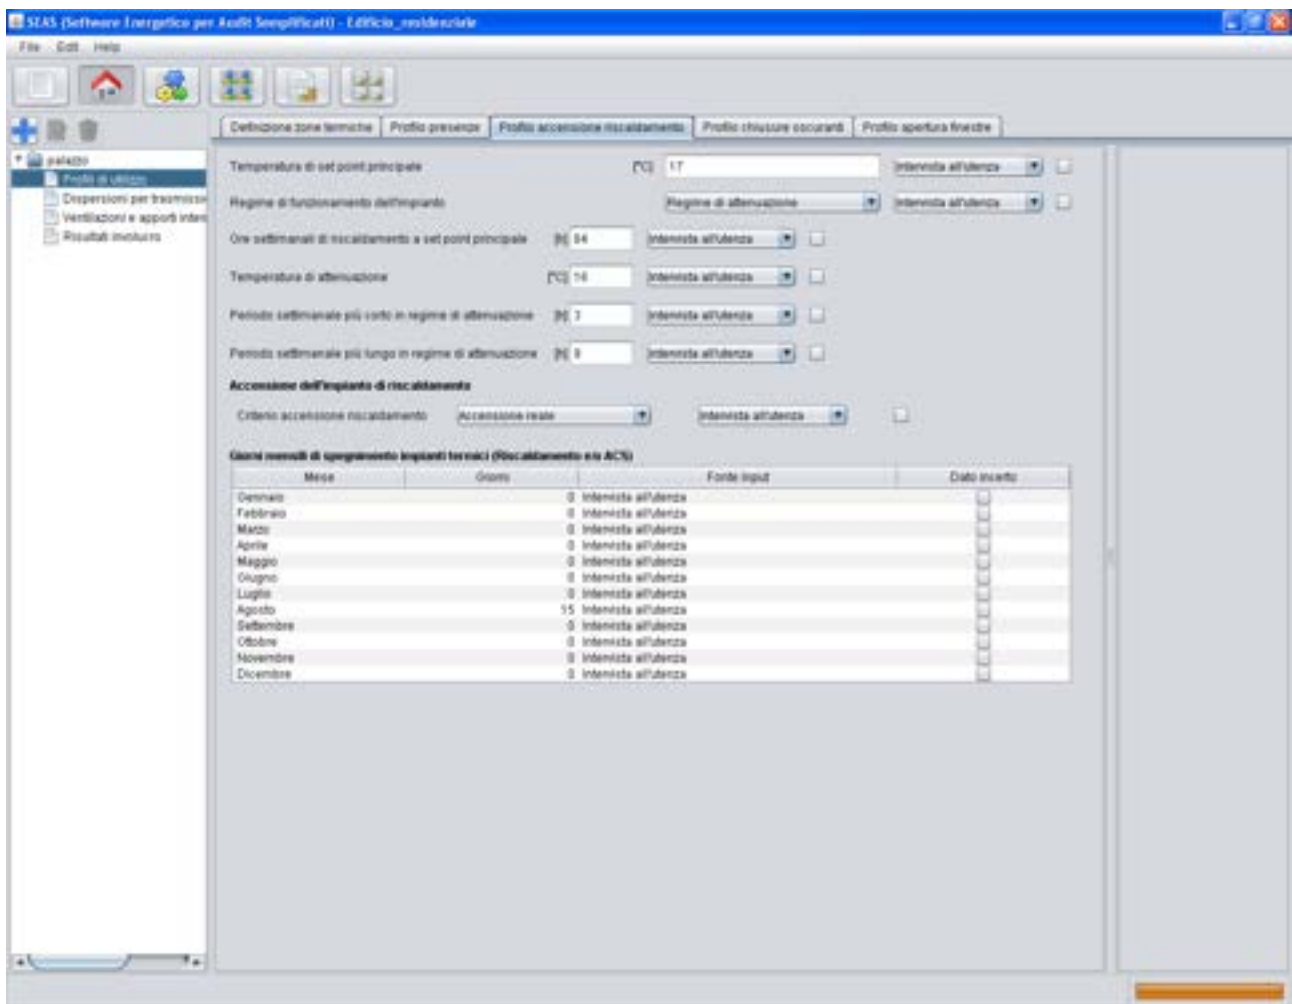 SEAS (Software Energetico per Audit Semplificati) - Edificio_residenziale
File Edit Help
Definizione zone termiche Profilo presenze Profilo accensione riscaldamento Profilo chiusure oscuranti Profilo apertura finestre
palazzo
Profili di utilizzo
Dispersioni per trasmissi
Ventilazioni e apporti inter
Risultati involucro
Temperatura di set point principale [°C] 17 Intervista all'utenza
Regime di funzionamento dell'impianto Regime di attenuazione Intervista all'utenza
Ore settimanali di riscaldamento a set point principale [h] 84 Intervista all'utenza
Temperatura di attenuazione [°C] Intervista all'utenza
Periodo settimanale più corto in regime di attenuazione [h] 3 Intervista all'utenza
Periodo settimanale più lungo in regime di attenuazione [h] Intervista all'utenza
Accensione dell'impianto di riscaldamento
Criterio accensione riscaldamento Accensione reale Intervista all'utenza
Giorni mensili di spegnimento impianti termici (Riscaldamento e/o ACS)
Mese Giorni Fonte input Dato incerto
Gennaio 0 Intervista all'utenza
Febbraio 0 Intervista all'utenza
Marzo 0 Intervista all'utenza
Aprile 0 Intervista all'utenza
Maggio 0 Intervista all'utenza
Giugno 0 Intervista all'utenza
Luglio 0 Intervista all'utenza
Agosto 15 Intervista all'utenza
Settembre 0 Intervista all'utenza
Ottobre 0 Intervista all'utenza
Novembre 0 Intervista all'utenza
Dicembre 0 Intervista all'utenza